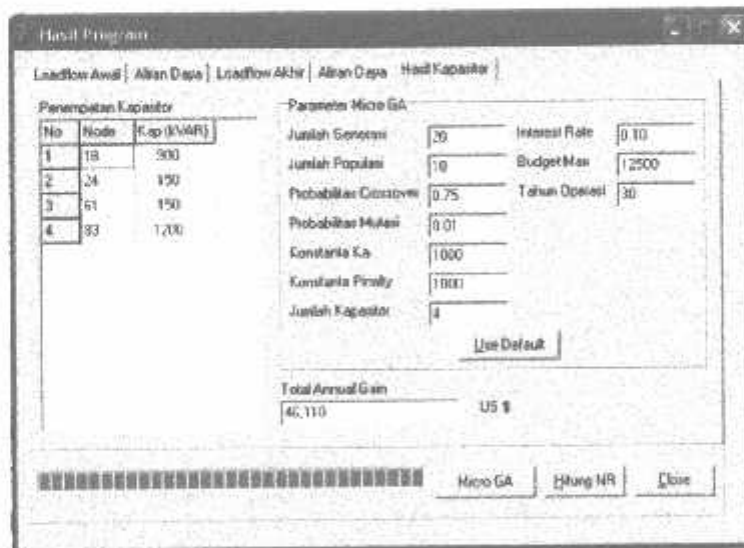 Hasil Program
Loadflow Awal Aliran Daya Loadflow Akhir Aliran Daya Hasil Kapasitor
Penempatan Kapasitor
No Node Kap (kVAR)
1 18 900
2 24 150
3 61 150
4 83 1200
Parameter Micro GA
Jumlah Generasi 20
Jumlah Populasi 10
Probabilitas Crossover 0.75
Probabilitas Mutasi 0.01
Konstanta Ka 1000
Konstanta Pinalty 1000
Jumlah Kapasitor 4
Interest Rate 0.10
Budget Max 12500
Tahun Operasi 30
Use Default
Total Annual Gain
46,110 US $
Micro GA Hitung NR Close